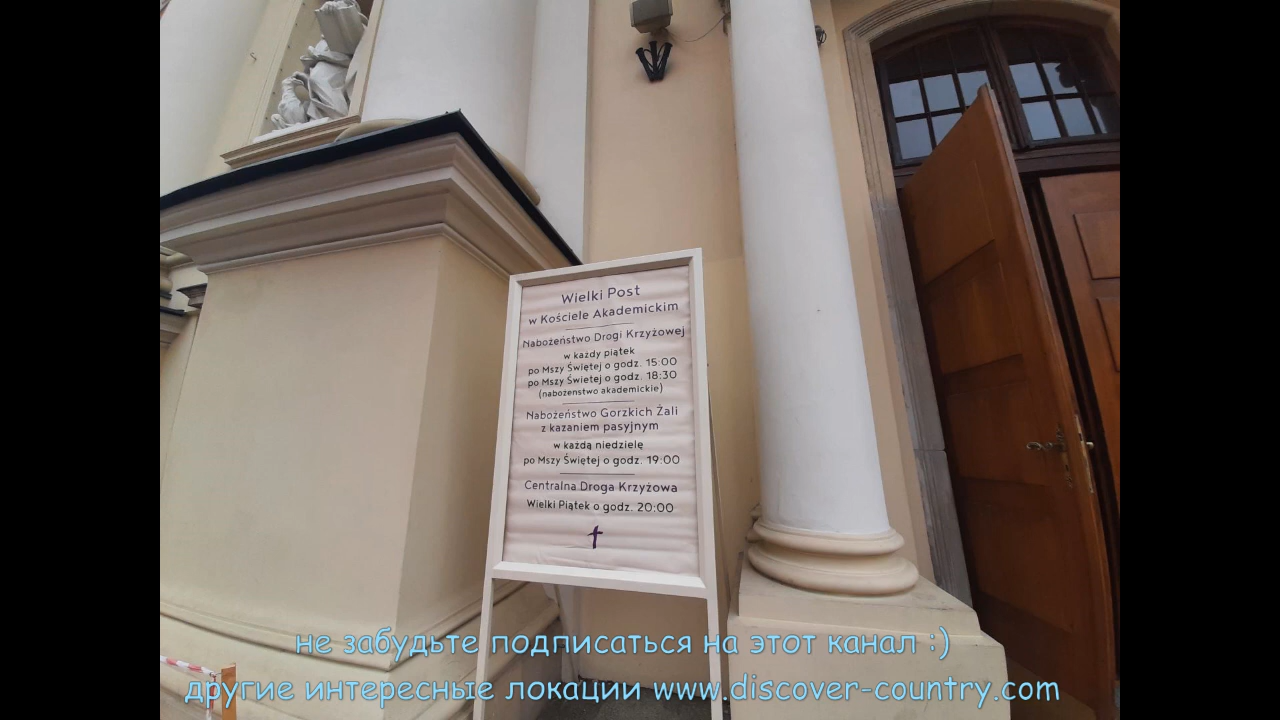 Wielki Post
w Kościele Akademickim
Nabożeństwo Drogi Krzyżowej
w każdy piątek
po Mszy Świętej o godz. 15:00
po Mszy Świętej o godz. 18:30
(nabożeństwo akademickie)
Nabożeństwo Gorzkich Żali
z kazaniem pasyjnym
w każdą niedzielę
po Mszy Świętej o godz. 19:00
Centralna Droga Krzyżowa
Wielki Piątek o godz. 20:00
не забудьте подписаться на этот канал :)
другие интересные локации www.discover-country.com